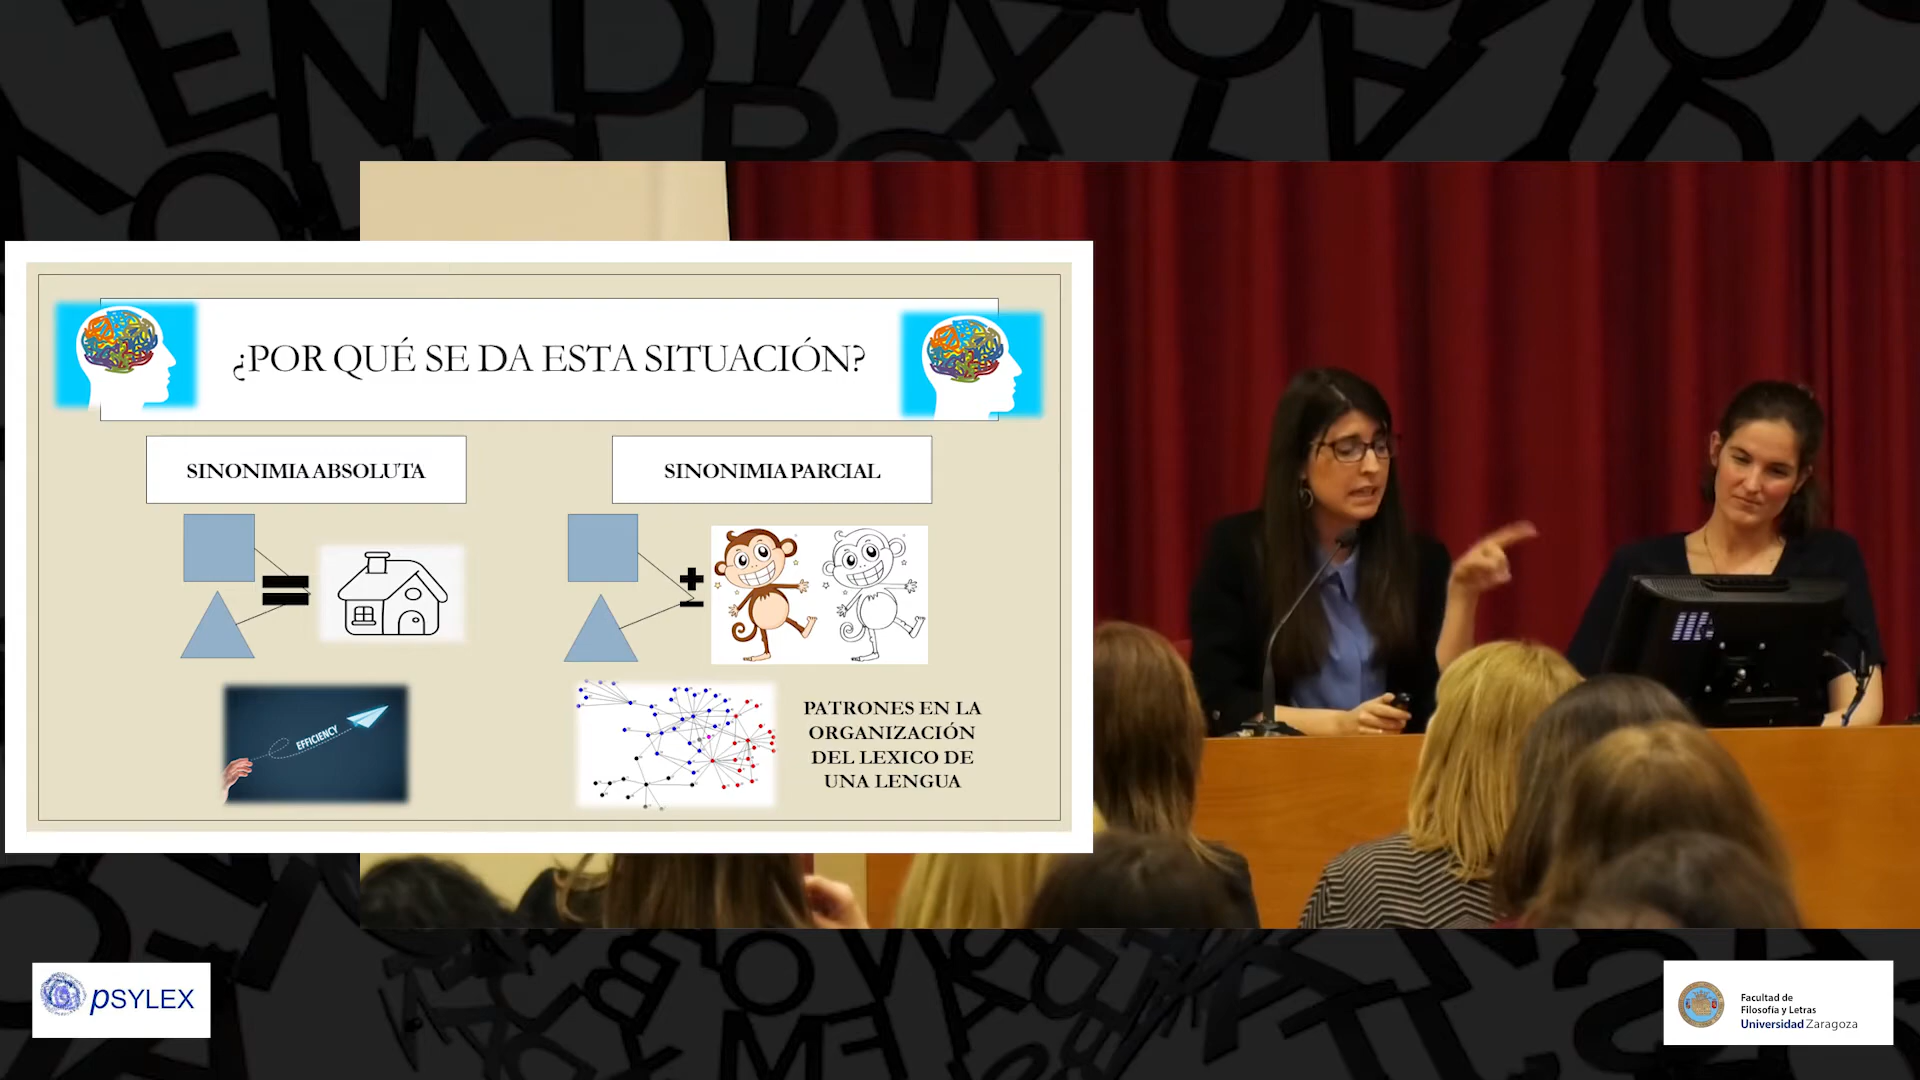 ¿POR QUÉ SE DA ESTA SITUACIÓN?
SINONIMIA ABSOLUTA
SINONIMIA PARCIAL
EFFICIENCY
PATRONES EN LA
ORGANIZACIÓN
DEL LEXICO DE
UNA LENGUA
PSYLEX
Facultad de
Filosofía y Letras
Universidad Zaragoza